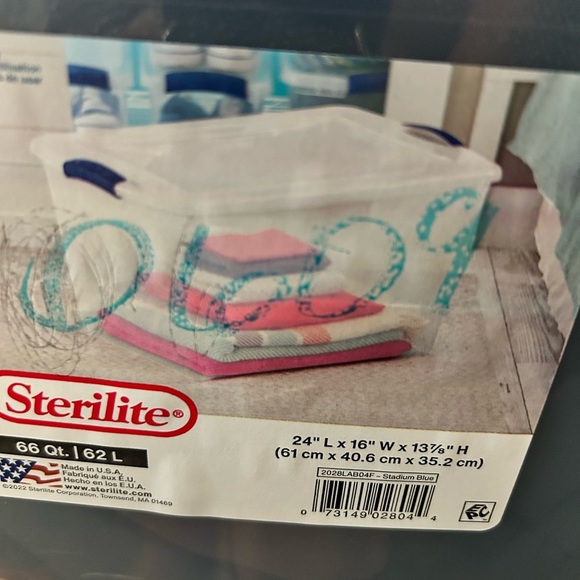 Sterilite®
66 Qt. | 62 L
Made in U.S.A.
Fabriqué aux É.U.
Hecho en los E.U.A.
www.sterilite.com
©2022 Sterilite Corporation, Townsend, MA 01469
24" L x 16" W x 13⅞" H
(61 cm x 40.6 cm x 35.2 cm)
2028LAB04F - Stadium Blue
0 73149 02804 4